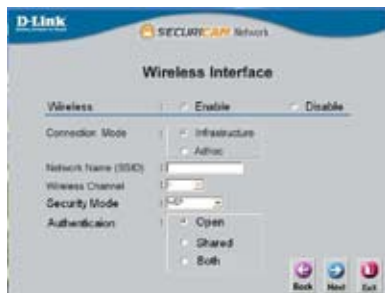 D-Link
SECURICAM Network
Wireless Interface
Wireless : Enable Disable
Connection Mode : Infrastructure
Adhoc
Network Name (SSID) :
Wireless Channel :
Security Mode : WEP
Authenticaion : Open
Shared
Both
Back Next Exit